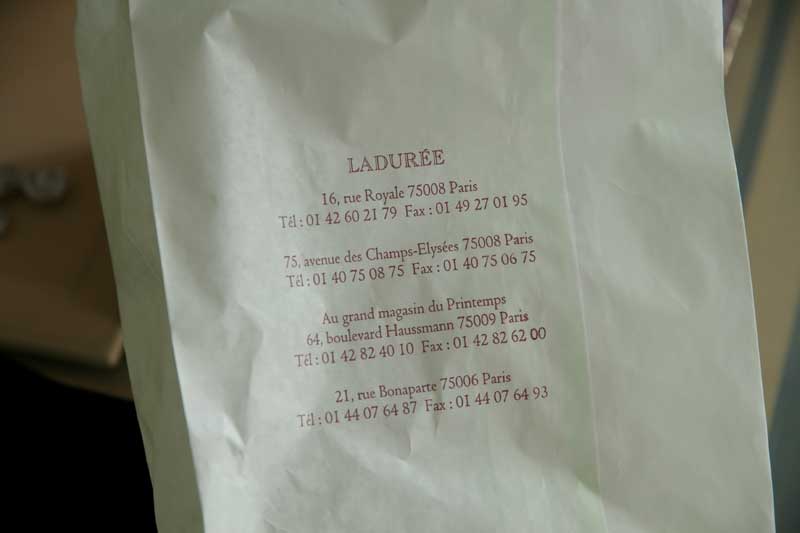 LADURÉE
16, rue Royale 75008 Paris
Tél : 01 42 60 21 79 Fax : 01 49 27 01 95
75, avenue des Champs-Elysées 75008 Paris
Tél : 01 40 75 08 75 Fax : 01 40 75 06 75
Au grand magasin du Printemps
64, boulevard Haussmann 75009 Paris
Tél : 01 42 82 40 10 Fax : 01 42 82 62 00
21, rue Bonaparte 75006 Paris
Tél : 01 44 07 64 87 Fax : 01 44 07 64 93